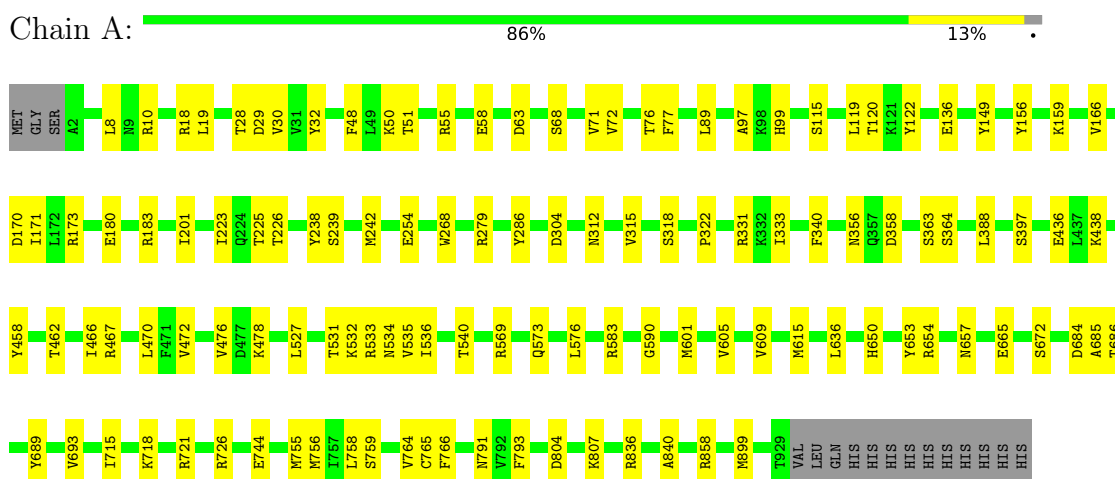 Chain A:
86% 13% •
MET GLY SER A2 L8 N9 R10 R18 L19 T28 D29 V30 V31 Y32 F48 L49 K50 T51 R55 E58 D63 S68 V71 V72 T76 F77 L89 A97 K98 H99 S115 L119 T120 K121 Y122 E136 Y149 Y156 K159 V166
D170 I171 L172 R173 E180 R183 I201 I223 Q224 T225 T226 Y238 S239 M242 E254 W268 R279 Y286 D304 N312 V315 S318 P322 R331 K332 I333 F340 N356 Q357 D358 S363 S364 L388 S397 E436 L437 K438
Y458 T462 I466 R467 L470 F471 V472 V476 D477 K478 L527 T531 K532 R533 N534 V535 I536 T540 R569 Q573 L576 R583 G590 M601 V605 V609 M615 L636 H650 Y653 R654 N657 E665 S672 D684 A685 T686
Y689 V693 I715 K718 R721 R726 E744 M755 M756 I757 L758 S759 V764 C765 F766 N791 V792 F793 D804 K807 R836 A840 R858 M899 T929 VAL LEU GLN HIS HIS HIS HIS HIS HIS HIS HIS HIS HIS